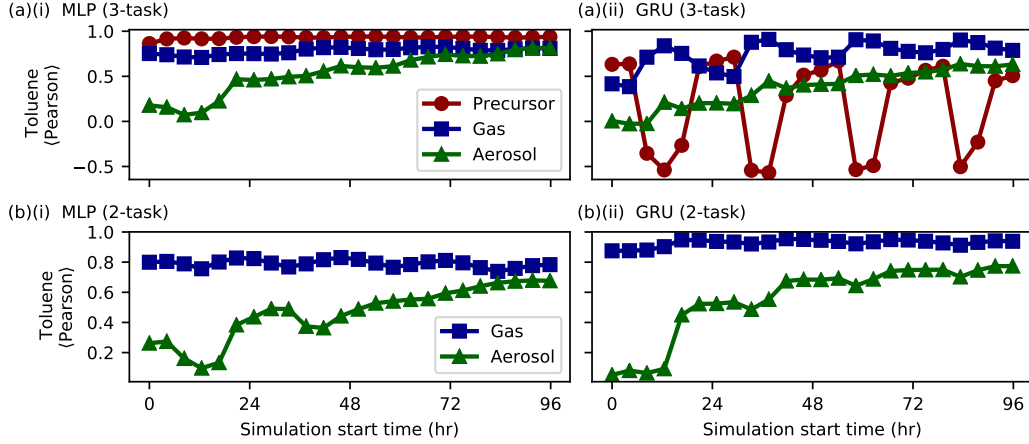 (a)(i) MLP (3-task)
(a)(ii) GRU (3-task)
Toluene
⟨Pearson⟩
1.0
0.5
0.0
−0.5
Precursor
Gas
Aerosol
(b)(i) MLP (2-task)
(b)(ii) GRU (2-task)
Toluene
⟨Pearson⟩
1.0
0.8
0.6
0.4
0.2
Gas
Aerosol
0 24 48 72 96
0 24 48 72 96
Simulation start time (hr)
Simulation start time (hr)